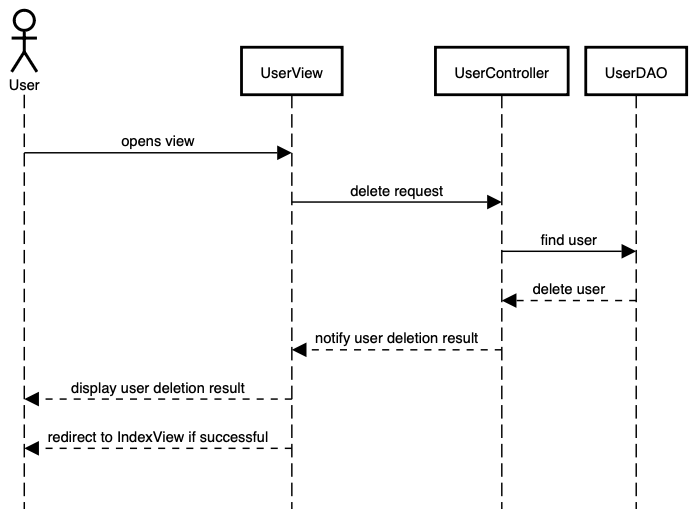 User
UserView
UserController
UserDAO
opens view
delete request
find user
delete user
notify user deletion result
display user deletion result
redirect to IndexView if successful